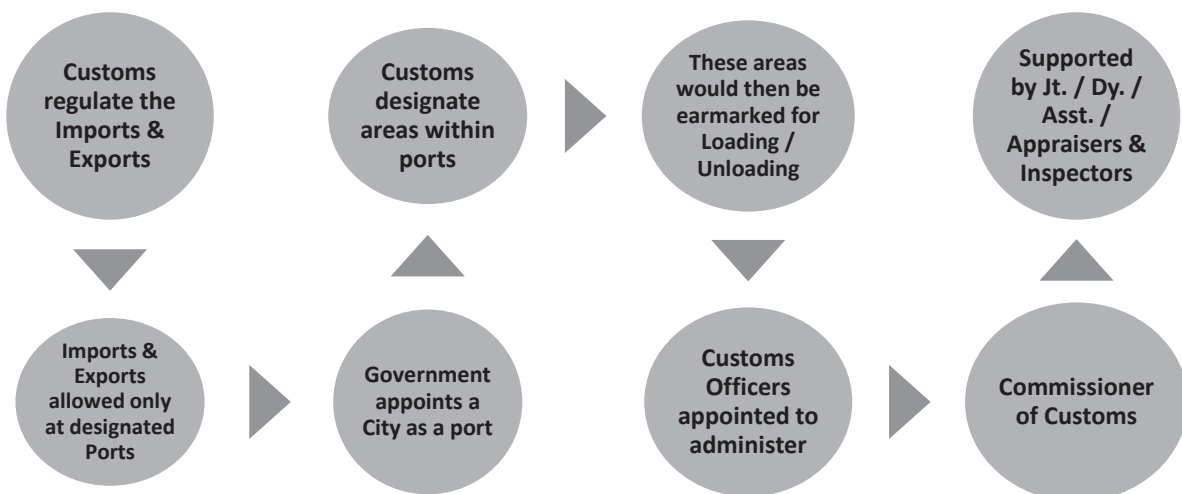 Customs
regulate the
Imports &
Exports
Imports &
Exports
allowed only
at designated
Ports
Government
appoints a
City as a port
Customs
designate
areas within
ports
These areas
would then be
earmarked for
Loading /
Unloading
Customs
Officers
appointed to
administer
Commissioner
of Customs
Supported
by Jt. / Dy. /
Asst. /
Appraisers &
Inspectors